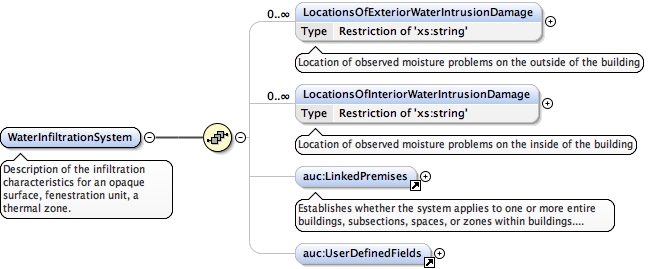 0..∞
LocationsOfExteriorWaterIntrusionDamage
Type Restriction of 'xs:string'
Location of observed moisture problems on the outside of the building
0..∞
LocationsOfInteriorWaterIntrusionDamage
Type Restriction of 'xs:string'
Location of observed moisture problems on the inside of the building
WaterInfiltrationSystem
Description of the infiltration
characteristics for an opaque
surface, fenestration unit, a
thermal zone.
auc:LinkedPremises
Establishes whether the system applies to one or more entire
buildings, subsections, spaces, or zones within buildings....
auc:UserDefinedFields